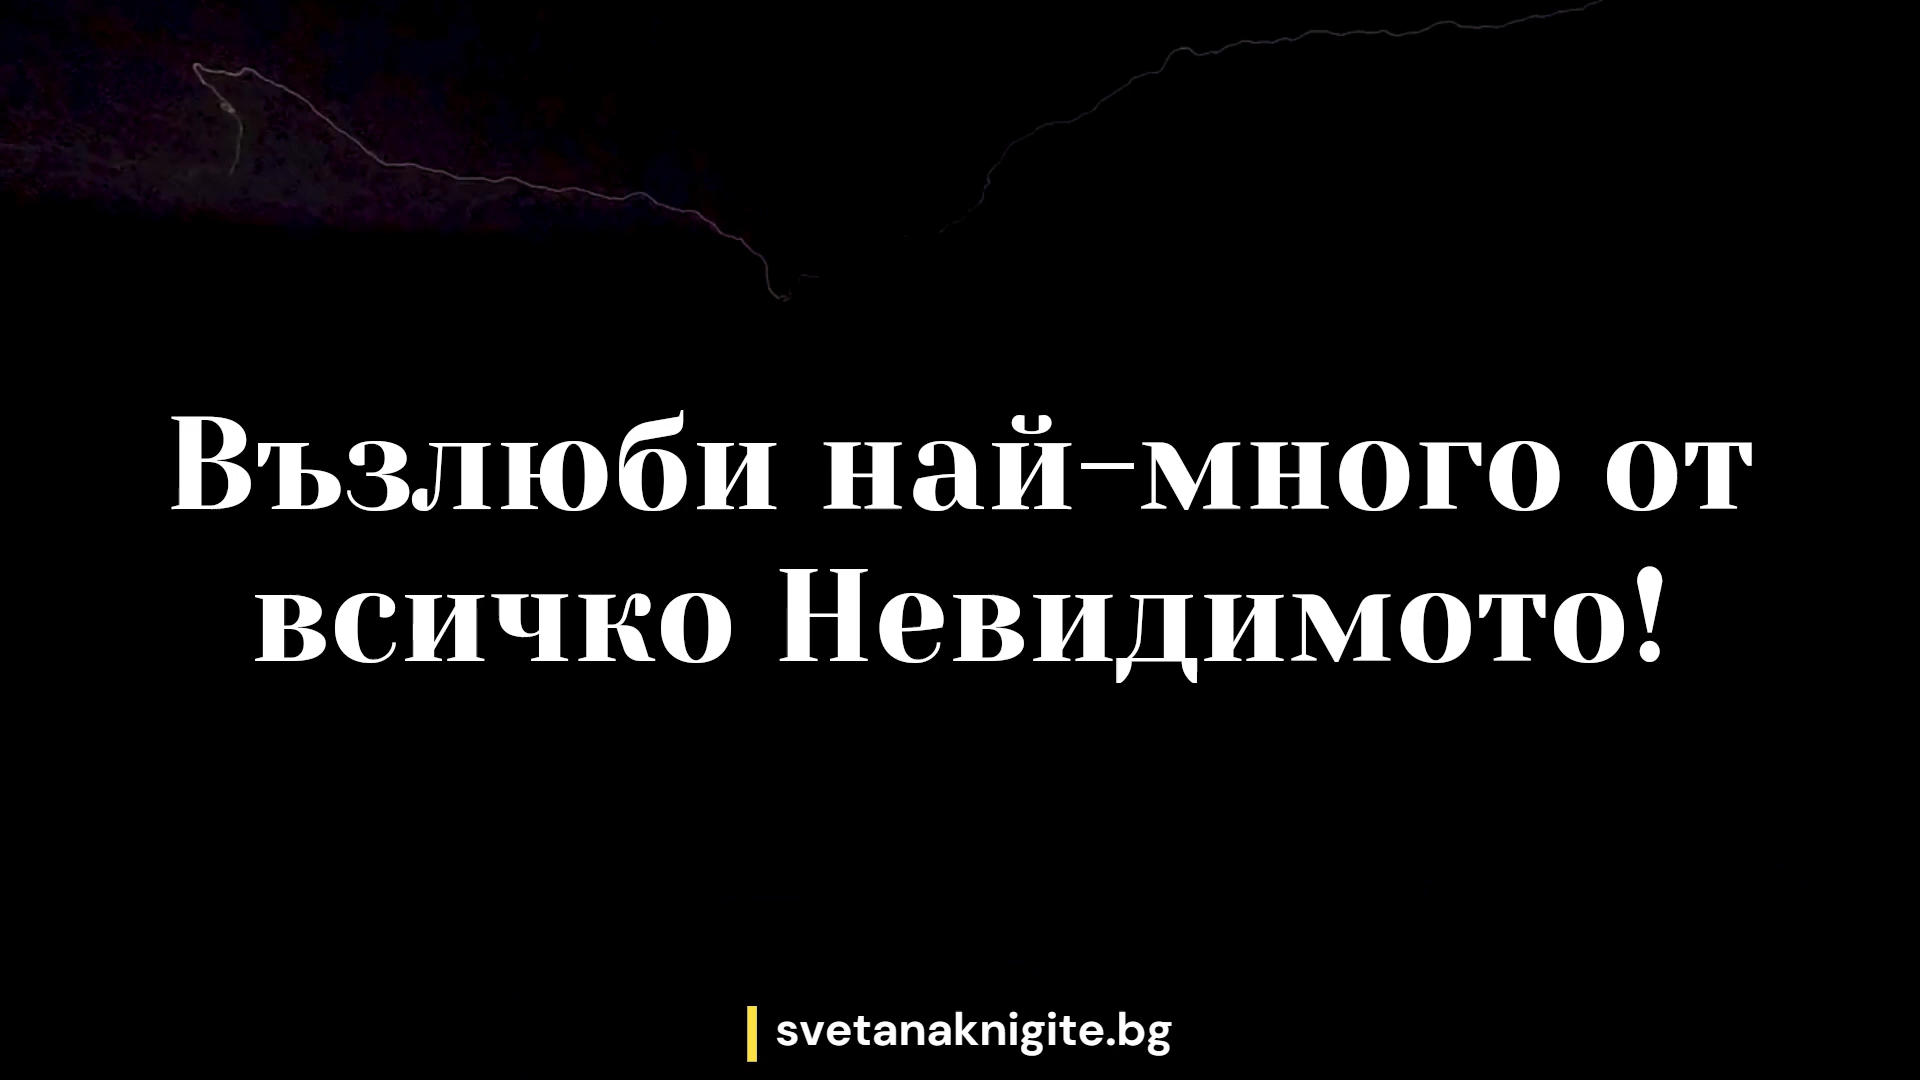 Възлюби най-много от
всичко Невидимото!
svetanaknigite.bg